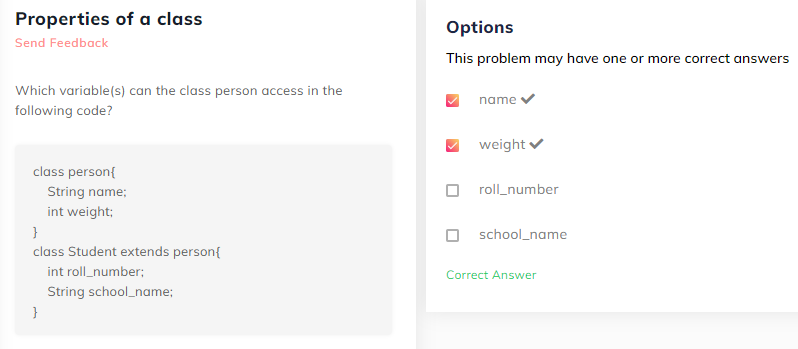 Properties of a class
Send Feedback
Which variable(s) can the class person access in the
following code?
class person{
String name;
int weight;
}
class Student extends person{
int roll_number;
String school_name;
}
Options
This problem may have one or more correct answers
name
weight
roll_number
school_name
Correct Answer